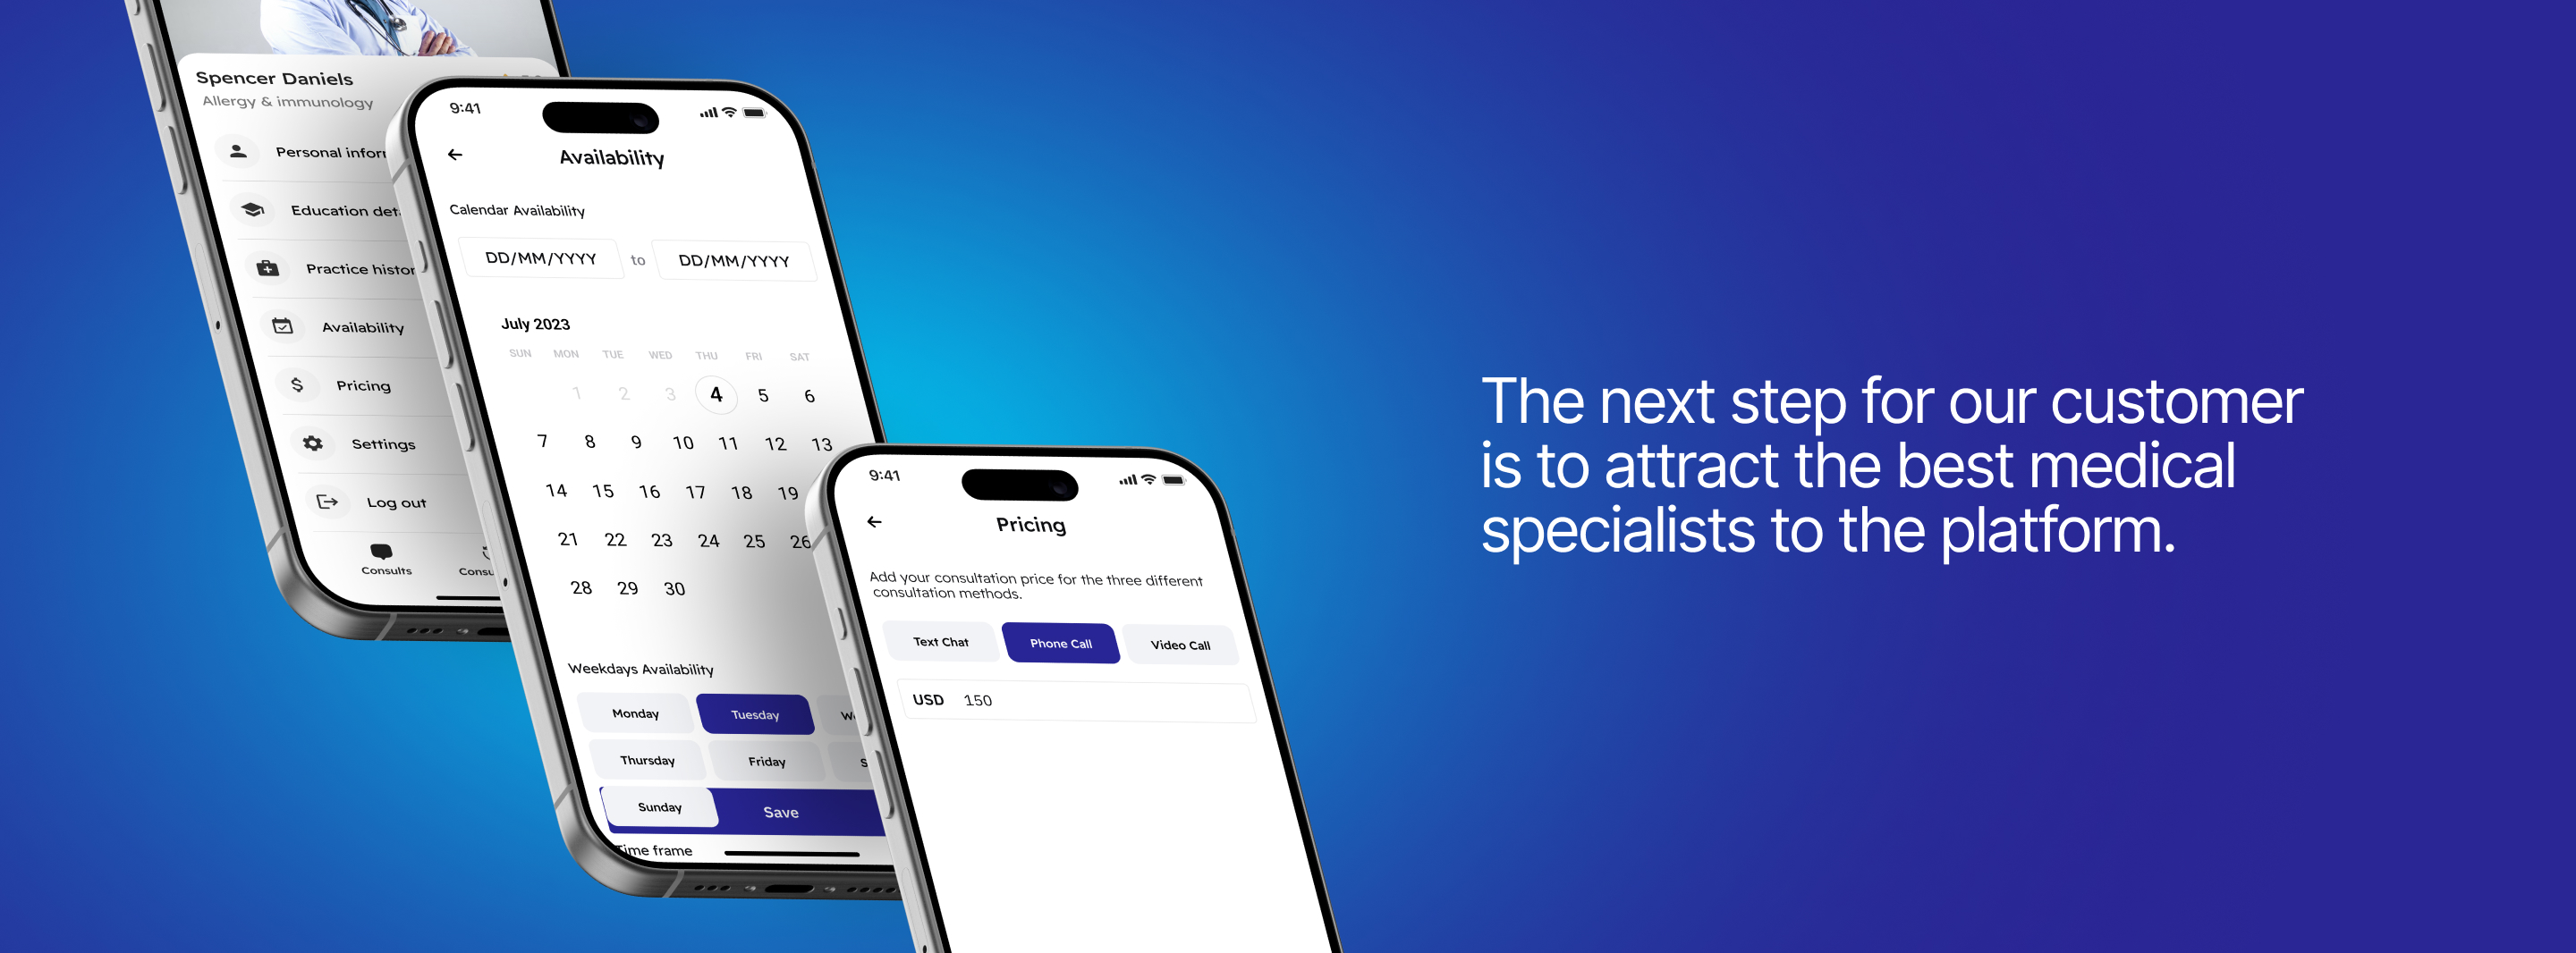 Spencer Daniels
Allergy & immunology
Personal
Education
Practice
Availability
Pricing
Settings
Log out
Consults
9:41
Availability
Calendar Availability
DD/MM/YYYY to DD/MM/YYYY
July 2023
SUN MON TUE WED THU FRI SAT
1 2 3 4 5 6
7 8 9 10 11 12 13
14 15 16 17 18 19
21 22 23 24 25 26
28 29 30
Weekdays Availability
Monday Tuesday
Thursday Friday
Sunday Save
Time frame
9:41
Pricing
Add your consultation price for the three different
consultation methods.
Text Chat Phone Call Video Call
USD 150
The next step for our customer
is to attract the best medical
specialists to the platform.